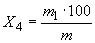 X₄ = m₁ · 100 / m